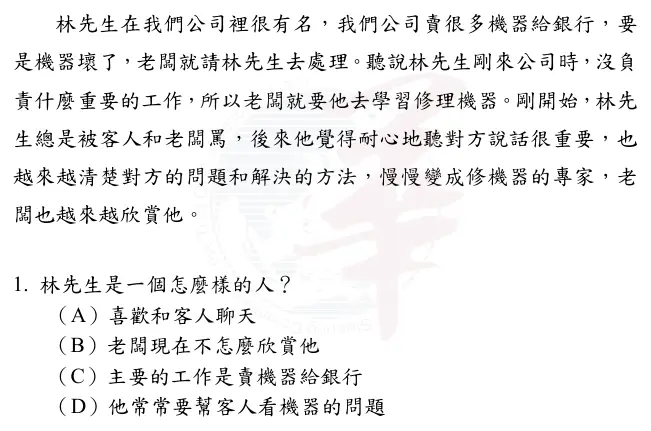 林先生在我們公司裡很有名，我們公司賣很多機器給銀行，要
是機器壞了，老闆就請林先生去處理。聽說林先生剛來公司時，沒負
責什麼重要的工作，所以老闆就要他去學習修理機器。剛開始，林先
生總是被客人和老闆罵，後來他覺得耐心地聽對方說話很重要，也
越來越清楚對方的問題和解決的方法，慢慢變成修機器的專家，老
闆也越來越欣賞他。
1. 林先生是一個怎麼樣的人？
（A）喜歡和客人聊天
（B）老闆現在不怎麼欣賞他
（C）主要的工作是賣機器給銀行
（D）他常常要幫客人看機器的問題